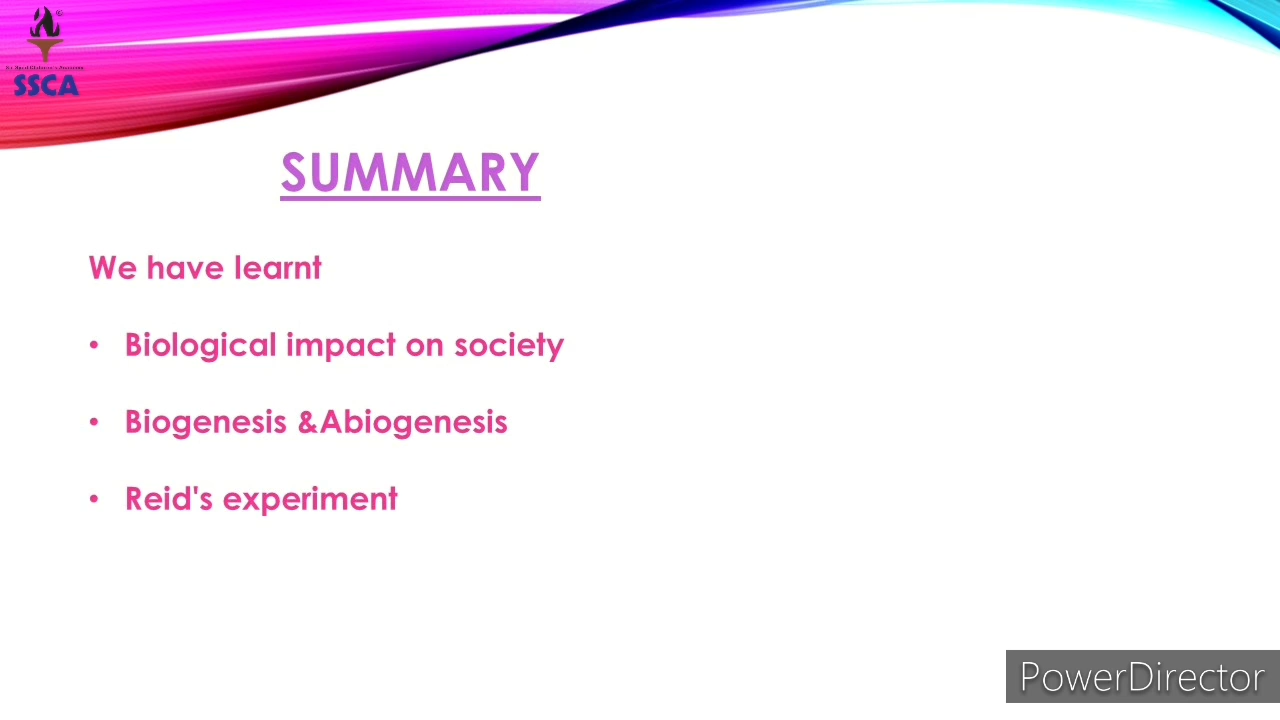 SSCA
SUMMARY
We have learnt
• Biological impact on society
• Biogenesis &Abiogenesis
• Reid's experiment
PowerDirector